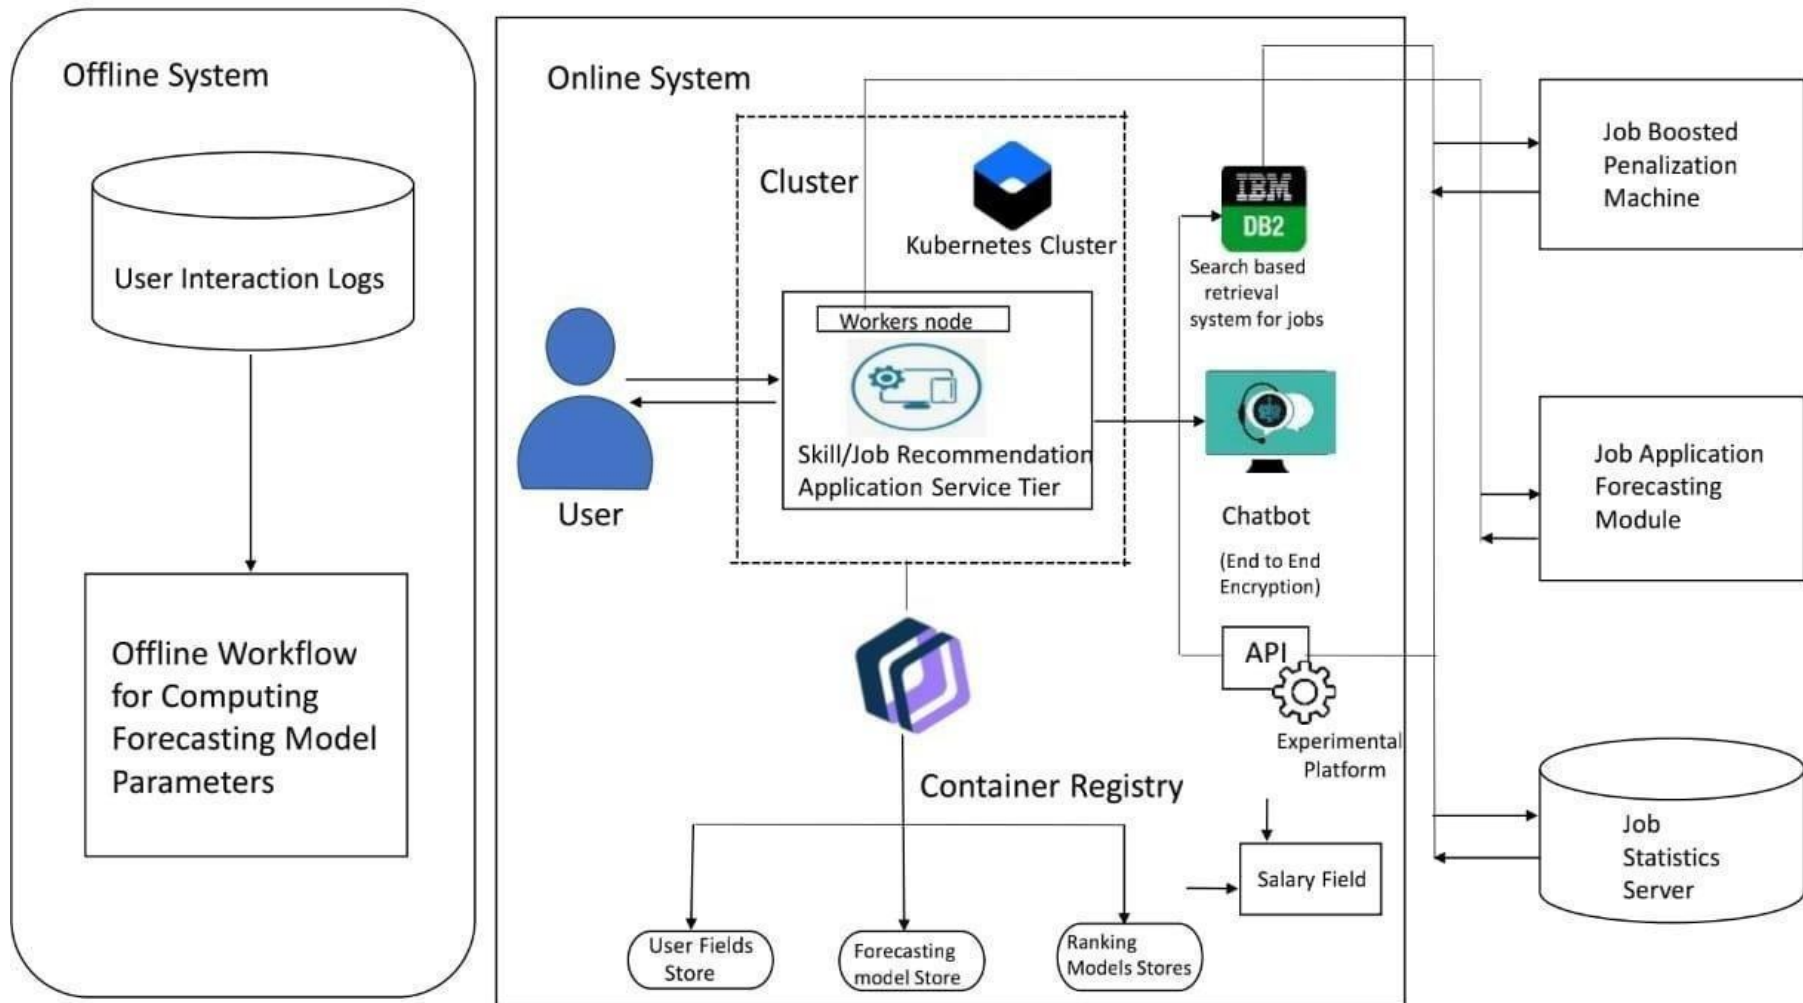 Offline System
User Interaction Logs
Offline Workflow
for Computing
Forecasting Model
Parameters
Online System
Cluster
Kubernetes Cluster
Workers node
Skill/Job Recommendation
Application Service Tier
User
IBM
DB2
Search based
retrieval
system for jobs
Chatbot
(End to End
Encryption)
API
Experimental
Platform
Container Registry
Salary Field
User Fields
Store
Forecasting
model Store
Ranking
Models Stores
Job Boosted
Penalization
Machine
Job Application
Forecasting
Module
Job
Statistics
Server